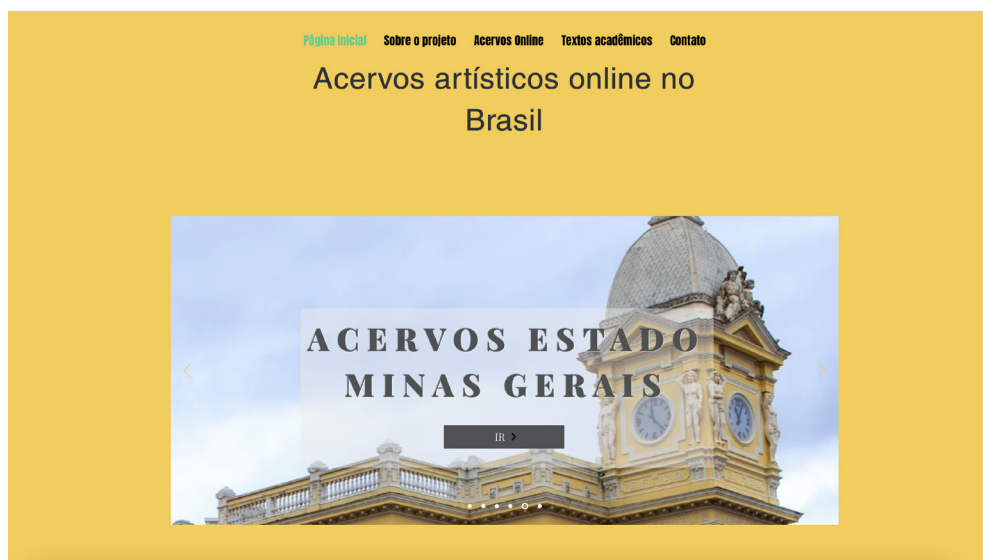 Página Inicial Sobre o projeto Acervos Online Textos acadêmicos Contato
Acervos artísticos online no
Brasil
ACERVOS ESTADO
MINAS GERAIS
IR